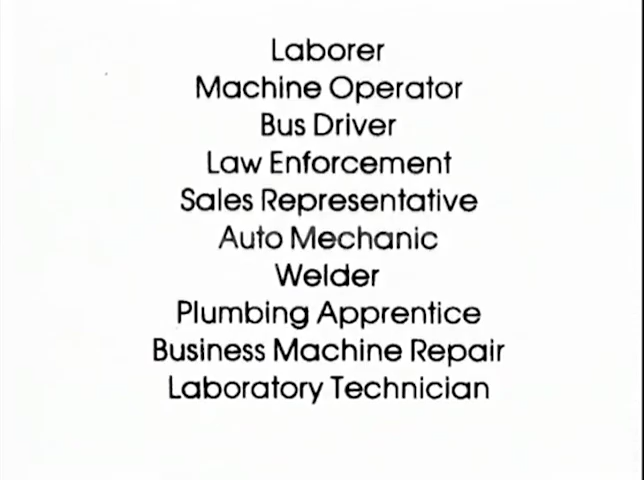 Laborer
Machine Operator
Bus Driver
Law Enforcement
Sales Representative
Auto Mechanic
Welder
Plumbing Apprentice
Business Machine Repair
Laboratory Technician